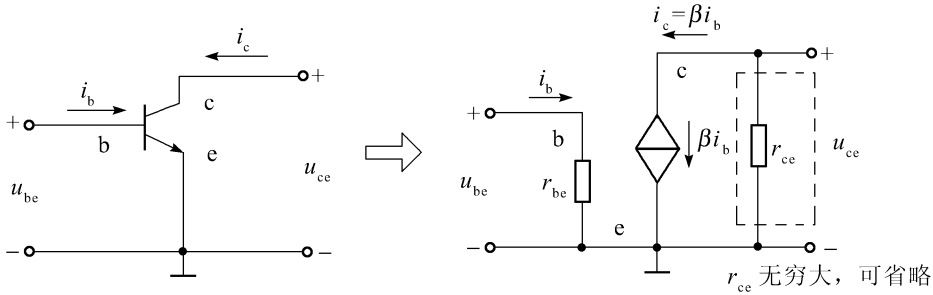 i_c
i_b
+
c
+
b
e
u_be
u_ce
−
−
i_c=βi_b
+
c
i_b
+
b
βi_b
r_ce
u_ce
u_be
r_be
e
−
−
r_ce 无穷大，可省略